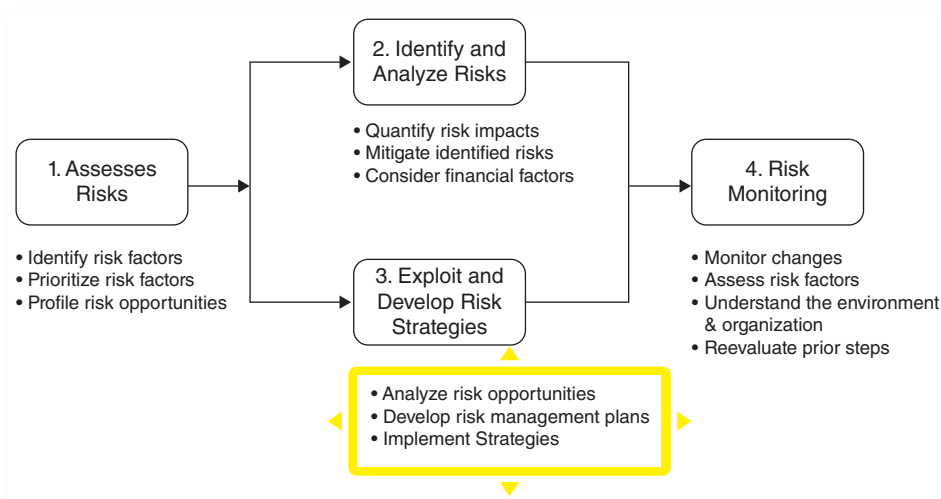 1. Assesses
Risks
• Identify risk factors
• Prioritize risk factors
• Profile risk opportunities
2. Identify and
Analyze Risks
• Quantify risk impacts
• Mitigate identified risks
• Consider financial factors
3. Exploit and
Develop Risk
Strategies
• Analyze risk opportunities
• Develop risk management plans
• Implement Strategies
4. Risk
Monitoring
• Monitor changes
• Assess risk factors
• Understand the environment
& organization
• Reevaluate prior steps